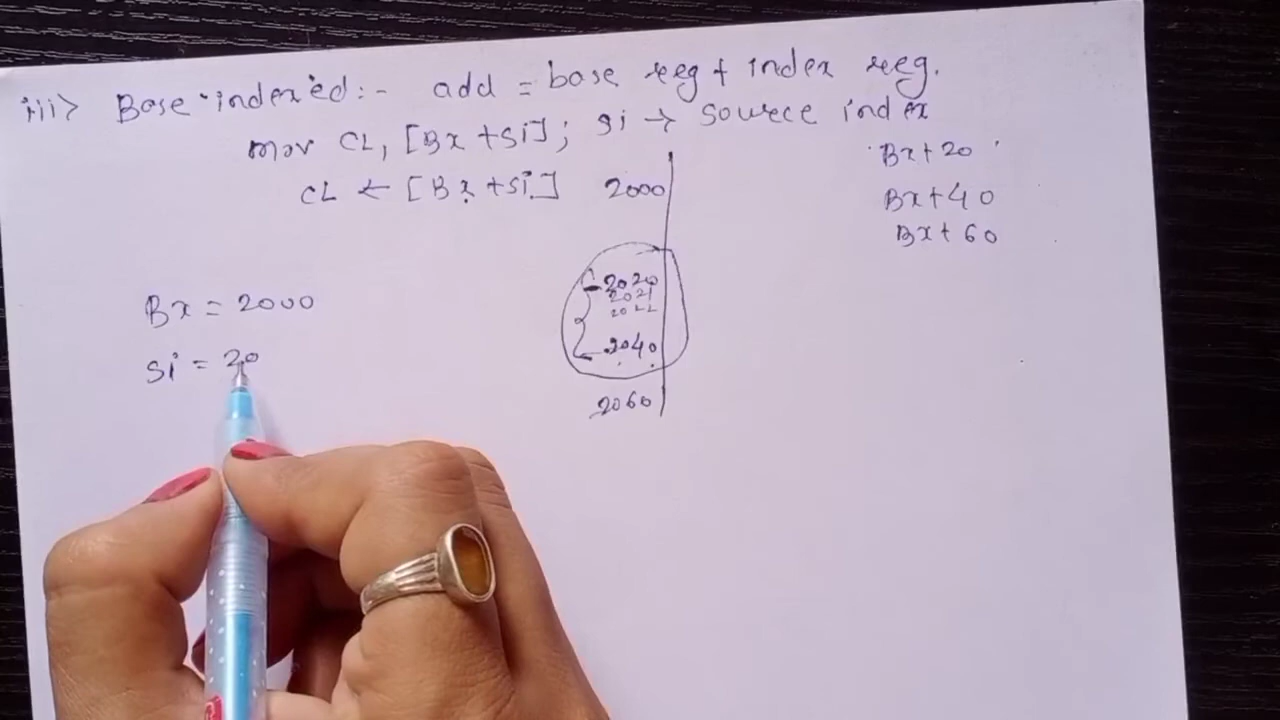 iii> Base indexed:- add = base reg + index reg.
mov CL, [Bx + Si] ; Si → Source index
CL ← [Bx + Si]
2000
2020
2021
2022
2040
2060
Bx+20
Bx+40
Bx+60
Bx = 2000
Si = 20